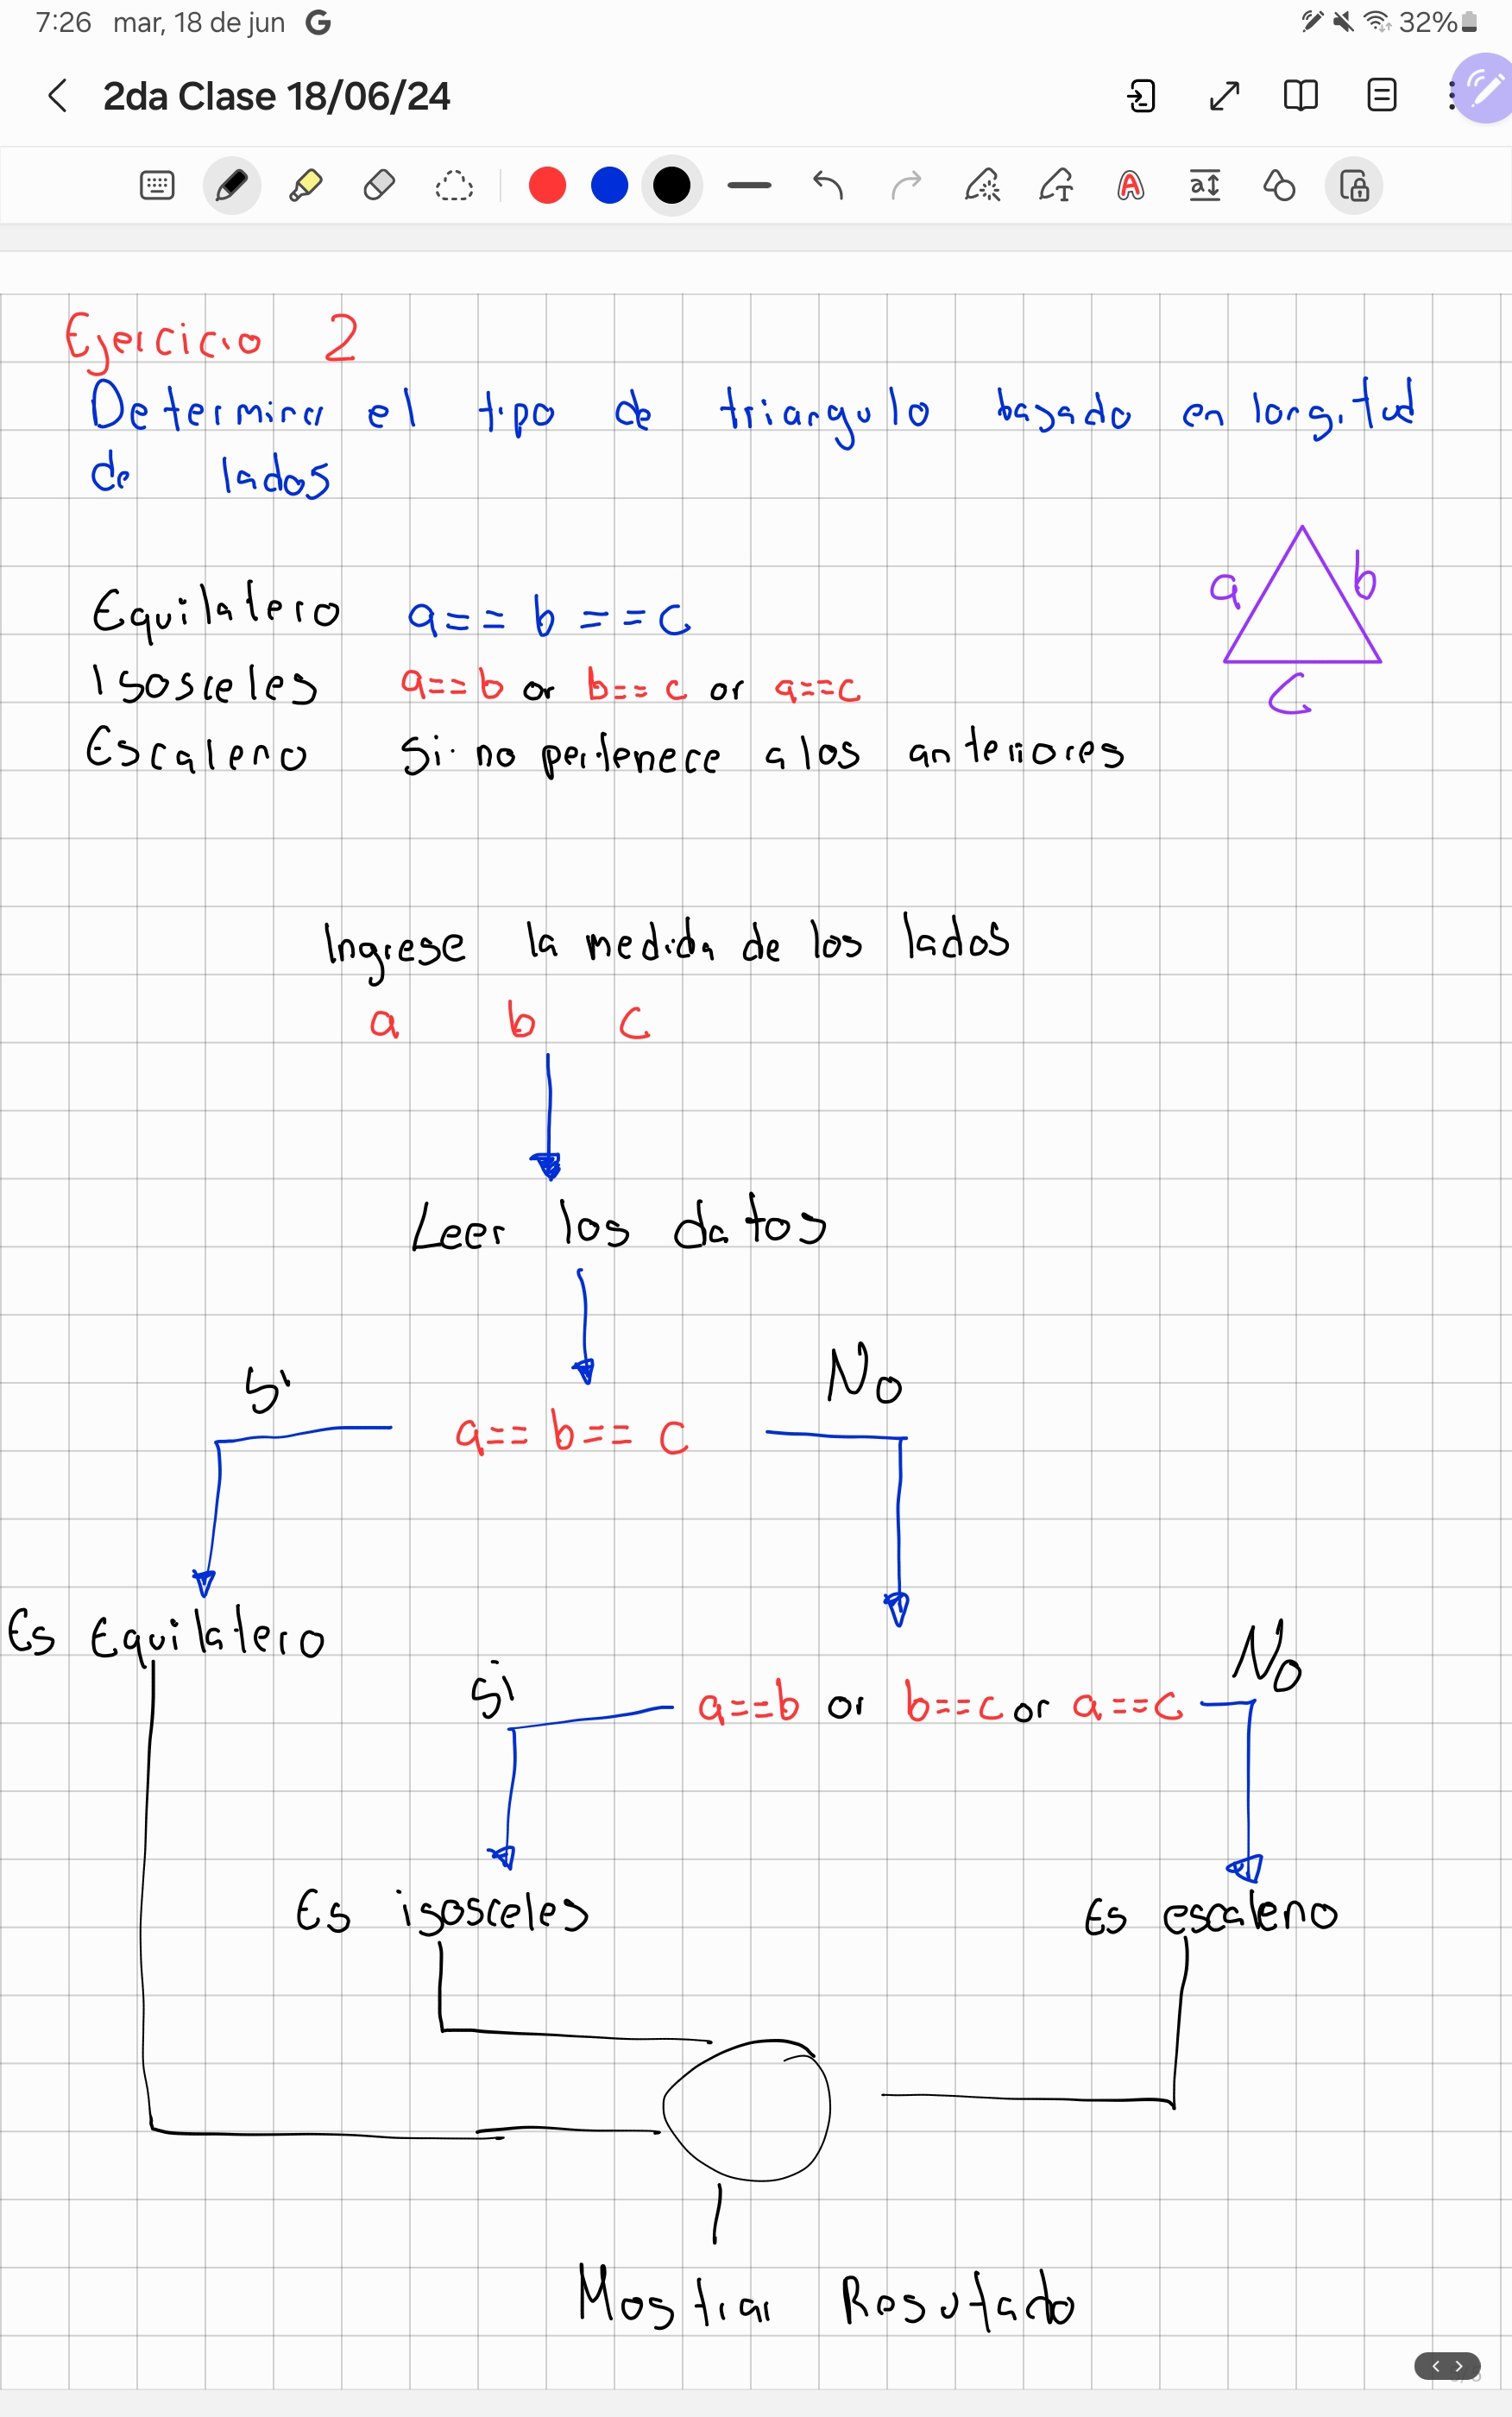 7:26 mar, 18 de jun G 32%
2da Clase 18/06/24
Ejercicio 2
Determinar el tipo de triangulo basado en longitud
de lados
a b
c
Equilatero a== b ==c
Isosceles a==b or b== c or a==c
Escaleno Si no pertenece a los anteriores
Ingrese la medida de los lados
a b c
Leer los datos
Si No
a== b== c
Es Equilatero
Si No
a==b or b==c or a==c
Es isosceles Es escaleno
Mostrar Resutado